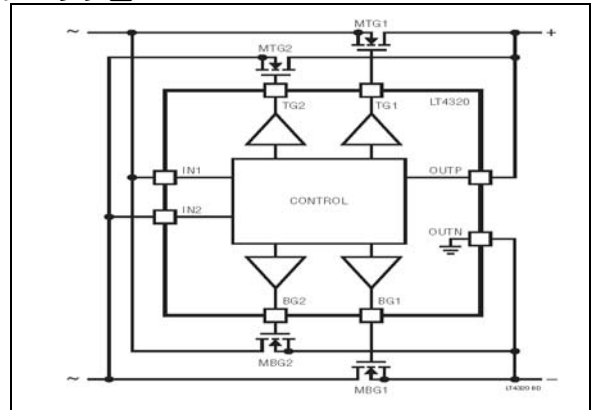 MTG1
~ +
MTG2
TG2 TG1 LT4320
IN1 OUTP
CONTROL
IN2
OUTN
BG2 BG1
MBG2
~ −
MBG1 LT4320 BD